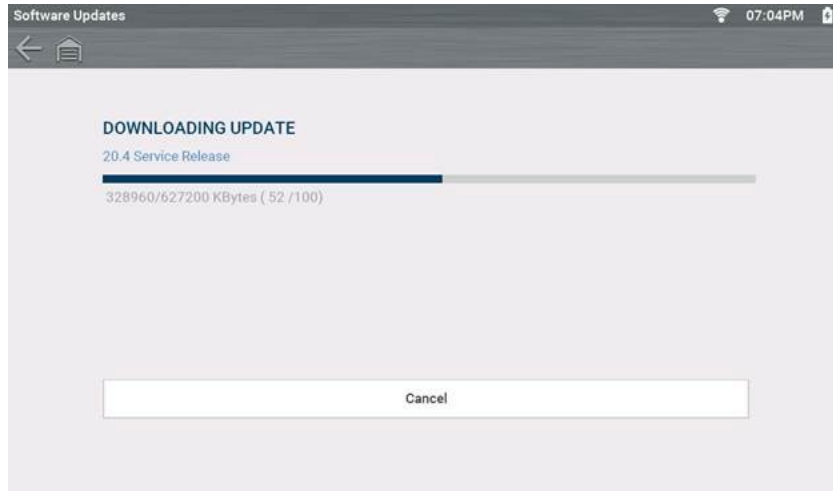 Software Updates
07:04PM
DOWNLOADING UPDATE
20.4 Service Release
328960/627200 KBytes ( 52 /100)
Cancel